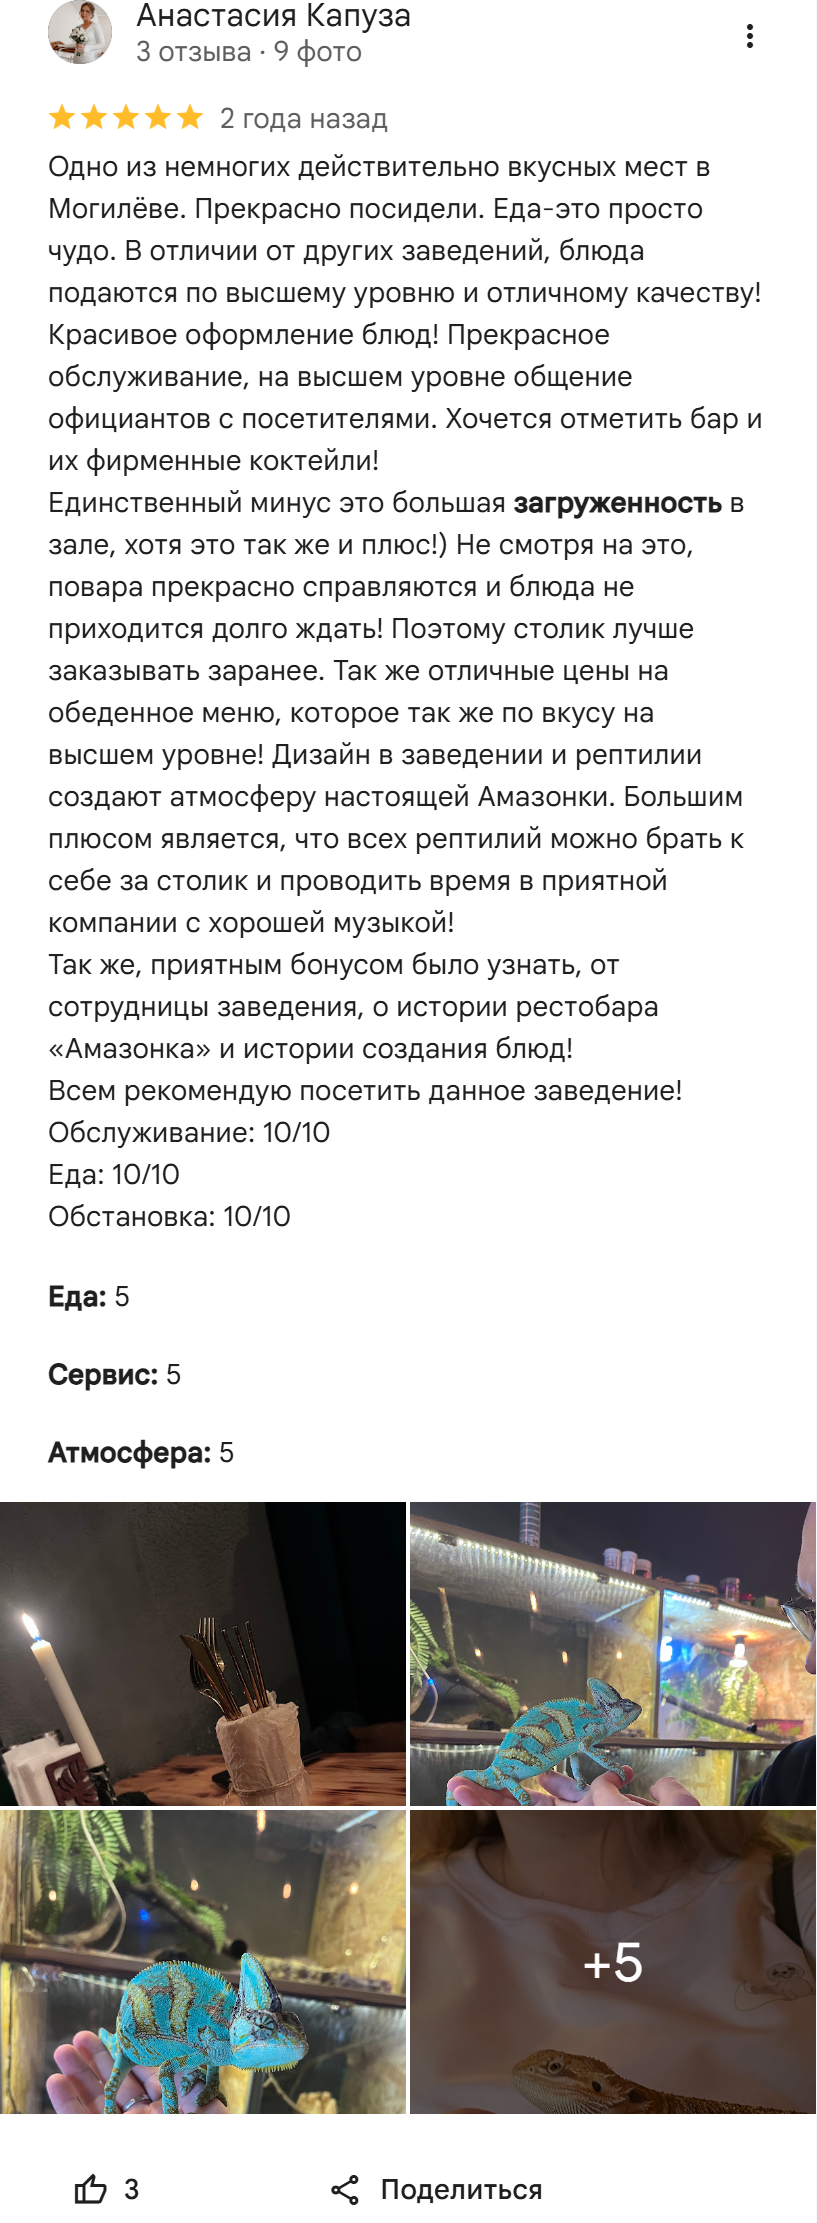 Анастасия Капуза
3 отзыва · 9 фото
2 года назад
Одно из немногих действительно вкусных мест в
Могилёве. Прекрасно посидели. Еда-это просто
чудо. В отличии от других заведений, блюда
подаются по высшему уровню и отличному качеству!
Красивое оформление блюд! Прекрасное
обслуживание, на высшем уровне общение
официантов с посетителями. Хочется отметить бар и
их фирменные коктейли!
Единственный минус это большая загруженность в
зале, хотя это так же и плюс!) Не смотря на это,
повара прекрасно справляются и блюда не
приходится долго ждать! Поэтому столик лучше
заказывать заранее. Так же отличные цены на
обеденное меню, которое так же по вкусу на
высшем уровне! Дизайн в заведении и рептилии
создают атмосферу настоящей Амазонки. Большим
плюсом является, что всех рептилий можно брать к
себе за столик и проводить время в приятной
компании с хорошей музыкой!
Так же, приятным бонусом было узнать, от
сотрудницы заведения, о истории рестобара
«Амазонка» и истории создания блюд!
Всем рекомендую посетить данное заведение!
Обслуживание: 10/10
Еда: 10/10
Обстановка: 10/10
Еда: 5
Сервис: 5
Атмосфера: 5
+5
3
Поделиться